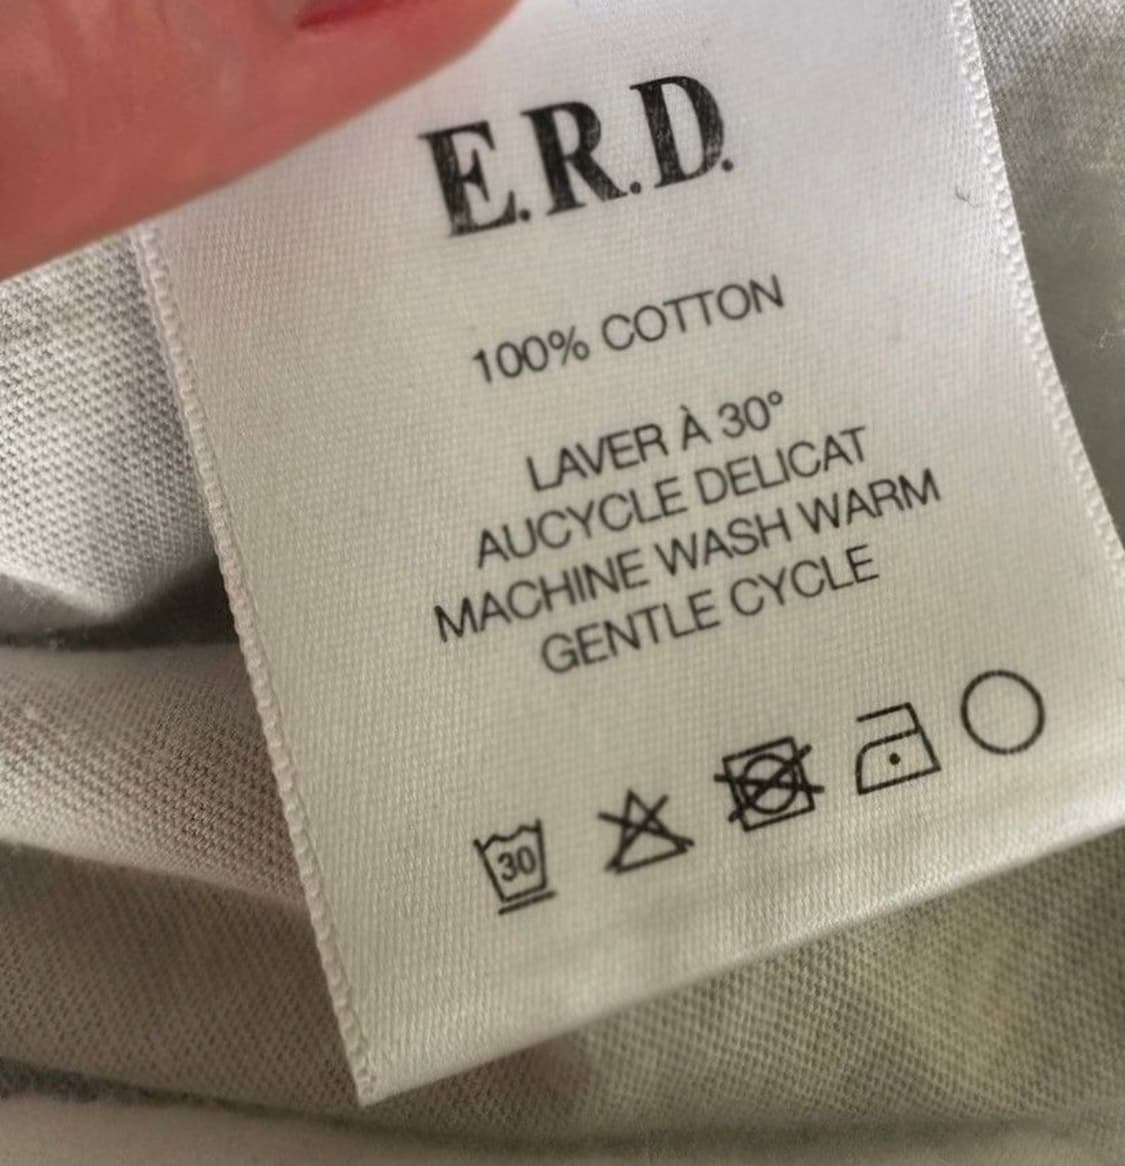 E.R.D.
100% COTTON
LAVER À 30°
AUCYCLE DELICAT
MACHINE WASH WARM
GENTLE CYCLE
30